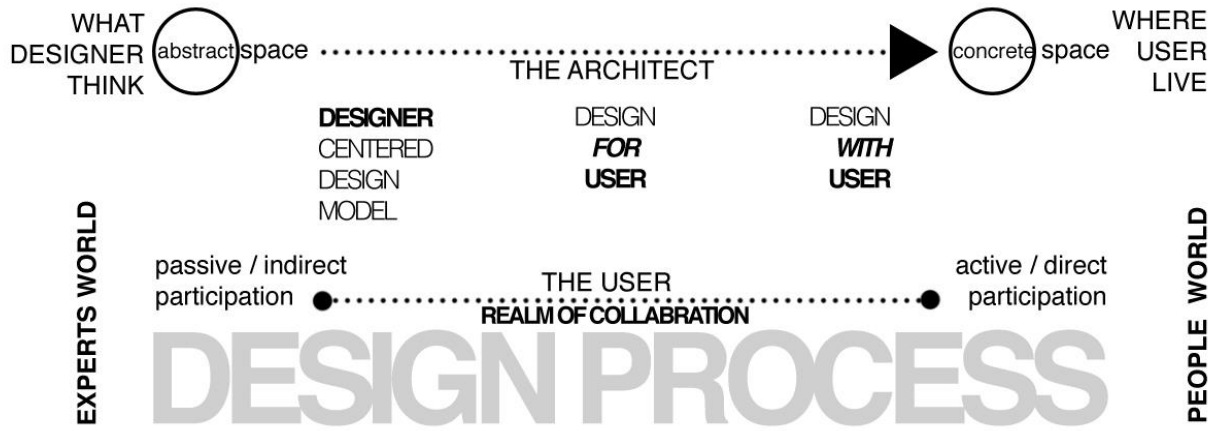 WHAT
DESIGNER
THINK
abstract space
THE ARCHITECT
concrete space
WHERE
USER
LIVE
DESIGNER
CENTERED
DESIGN
MODEL
DESIGN
FOR
USER
DESIGN
WITH
USER
EXPERTS WORLD
passive / indirect
participation
THE USER
REALM OF COLLABRATION
active / direct
participation
PEOPLE WORLD
DESIGN PROCESS